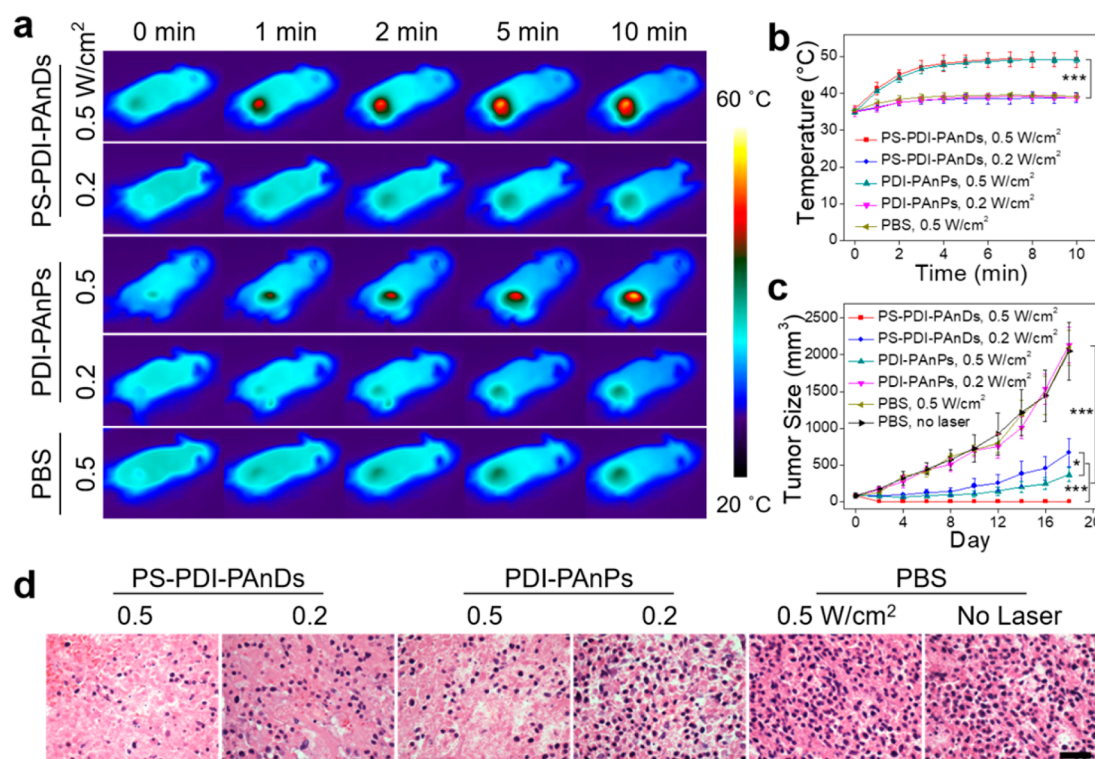 a
0 min 1 min 2 min 5 min 10 min
PS-PDI-PAnDs
0.5 W/cm²
0.2
PDI-PAnPs
0.5
0.2
PBS
0.5
60 °C
20 °C
b
Temperature (°C)
50
40
30
20
10
0
***
PS-PDI-PAnDs, 0.5 W/cm²
PS-PDI-PAnDs, 0.2 W/cm²
PDI-PAnPs, 0.5 W/cm²
PDI-PAnPs, 0.2 W/cm²
PBS, 0.5 W/cm²
0 2 4 6 8 10
Time (min)
c
Tumor Size (mm³)
2500
2000
1500
1000
500
0
PS-PDI-PAnDs, 0.5 W/cm²
PS-PDI-PAnDs, 0.2 W/cm²
PDI-PAnPs, 0.5 W/cm²
PDI-PAnPs, 0.2 W/cm²
PBS, 0.5 W/cm²
PBS, no laser
***
*
***
0 4 8 12 16 20
Day
d
PS-PDI-PAnDs PDI-PAnPs PBS
0.5 0.2 0.5 0.2 0.5 W/cm² No Laser